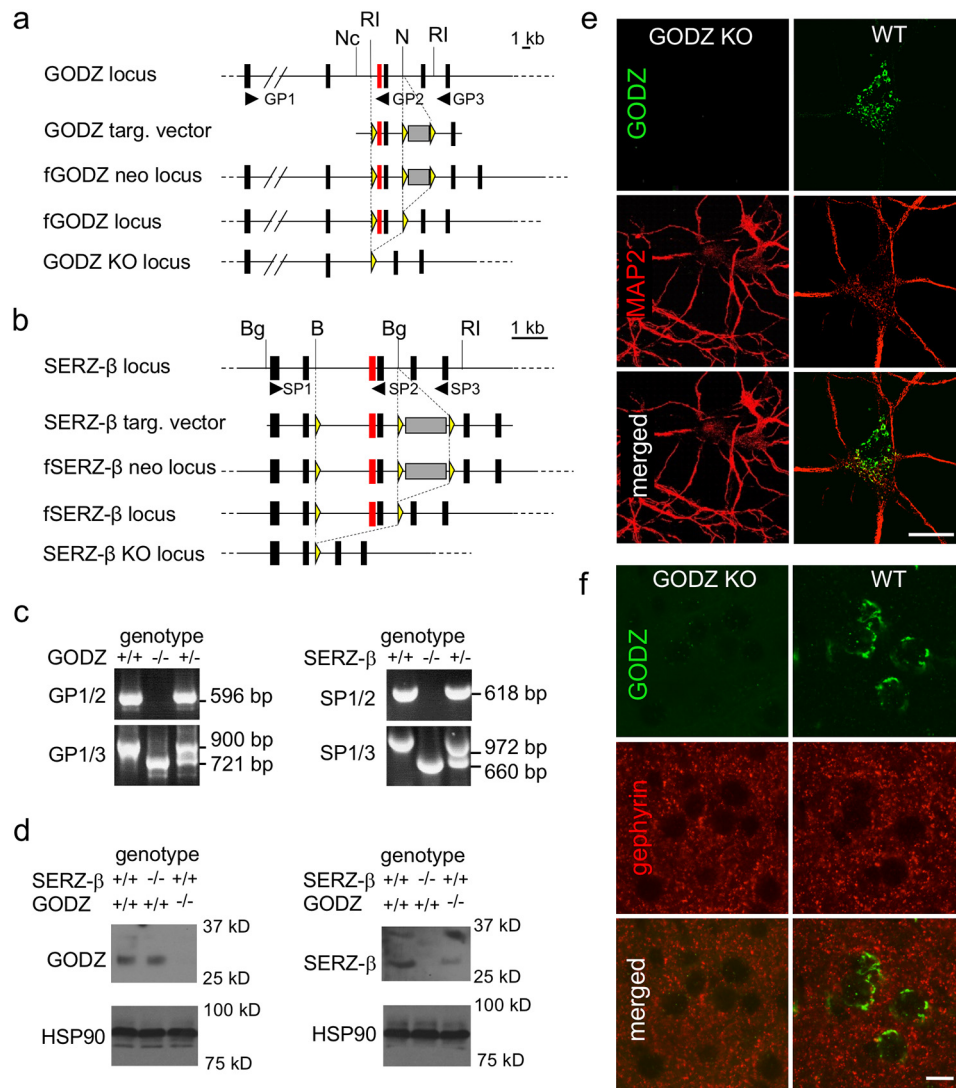 a
RI
Nc
N
RI
1 kb
GODZ locus
GP1
GP2
GP3
GODZ targ. vector
fGODZ neo locus
fGODZ locus
GODZ KO locus
b
Bg
B
Bg
RI
1 kb
SERZ-β locus
SP1
SP2
SP3
SERZ-β targ. vector
fSERZ-β neo locus
fSERZ-β locus
SERZ-β KO locus
c
genotype
GODZ +/+ -/- +/-
GP1/2
596 bp
GP1/3
900 bp
721 bp
genotype
SERZ-β +/+ -/- +/-
SP1/2
618 bp
SP1/3
972 bp
660 bp
d
genotype
SERZ-β +/+ -/- +/+
GODZ +/+ +/+ -/-
37 kD
GODZ
25 kD
100 kD
HSP90
75 kD
genotype
SERZ-β +/+ -/- +/+
GODZ +/+ +/+ -/-
37 kD
SERZ-β
25 kD
100 kD
HSP90
75 kD
e
GODZ KO
WT
GODZ
MAP2
merged
f
GODZ KO
WT
GODZ
gephyrin
merged